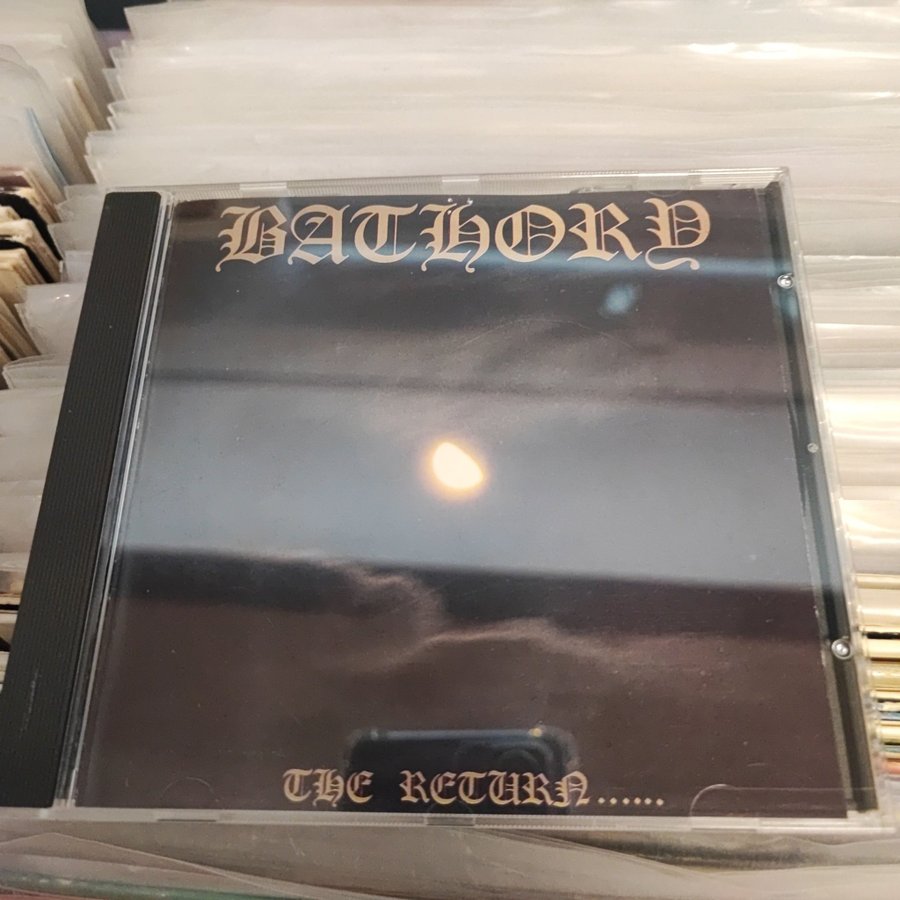 BATHORY
THE RETURN......